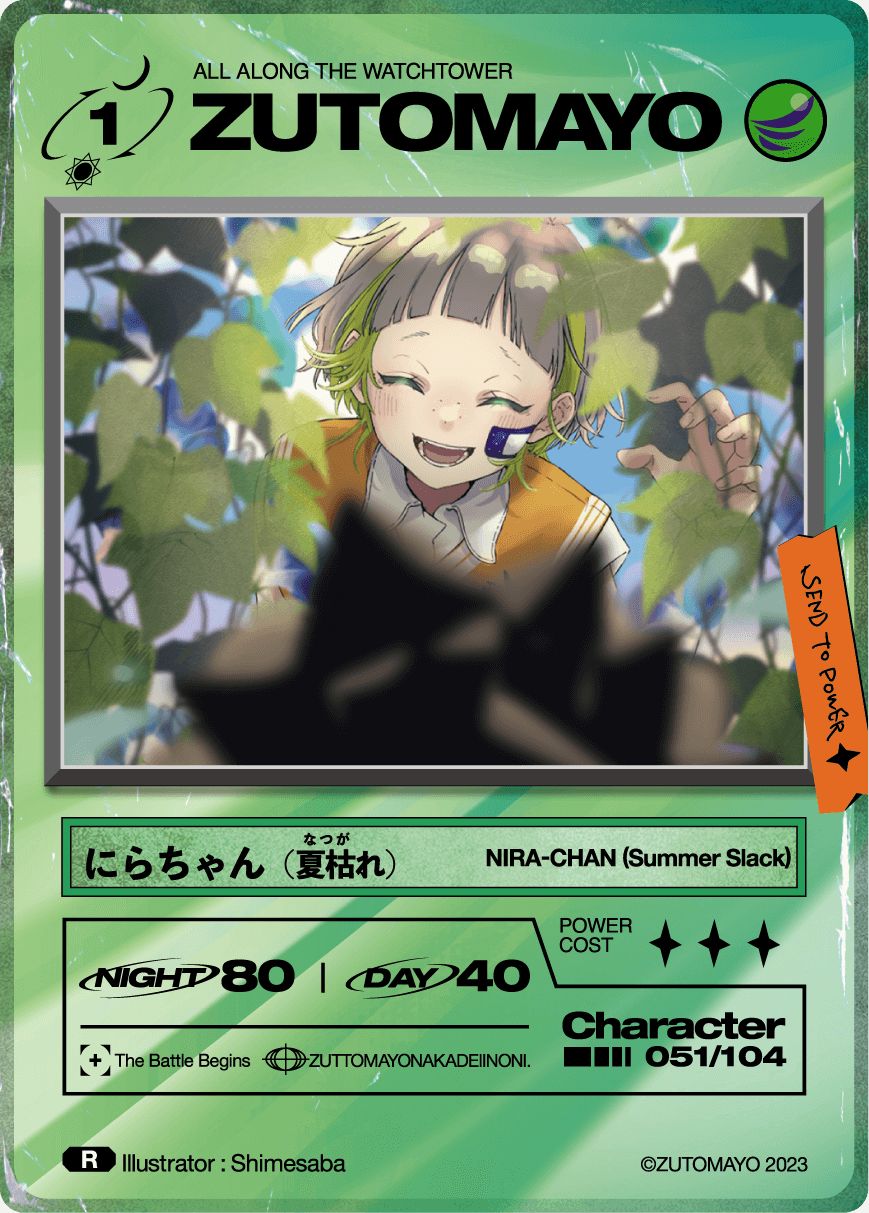 ALL ALONG THE WATCHTOWER
1
ZUTOMAYO
SEND TO POWER
なつが
にらちゃん（夏枯れ）
NIRA-CHAN (Summer Slack)
POWER
COST
NIGHT 80 | DAY 40
Character
051/104
The Battle Begins
ZUTTOMAYONAKADEIINONI.
R
Illustrator : Shimesaba
©ZUTOMAYO 2023